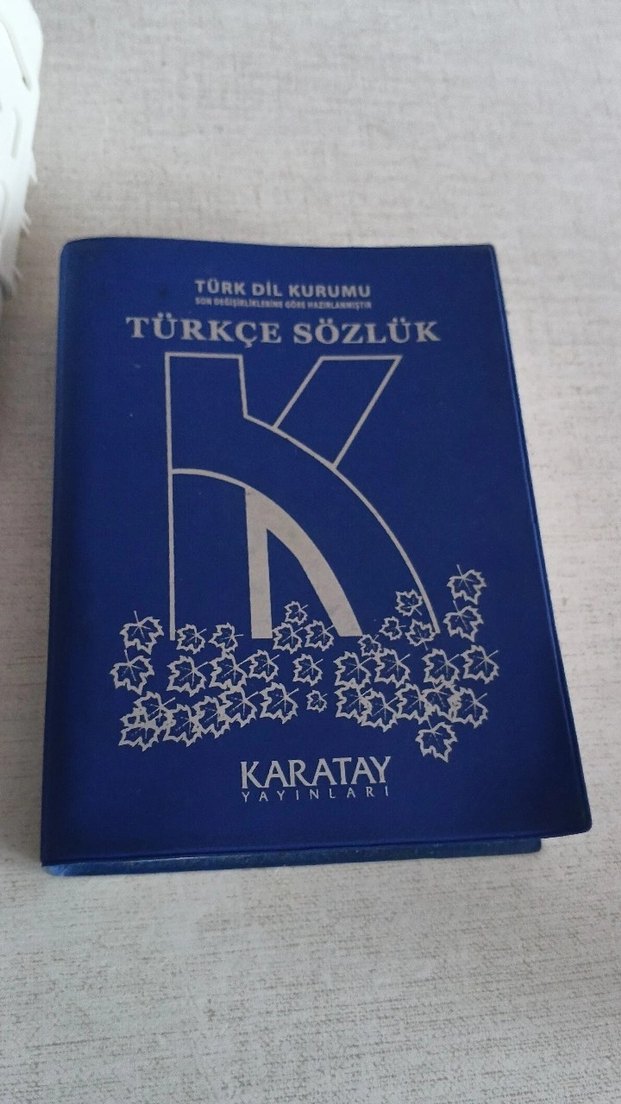 TÜRK DİL KURUMU
SON DEĞİŞİKLİKLERİNE GÖRE HAZIRLANMIŞTIR
TÜRKÇE SÖZLÜK
K
KARATAY
YAYINLARI